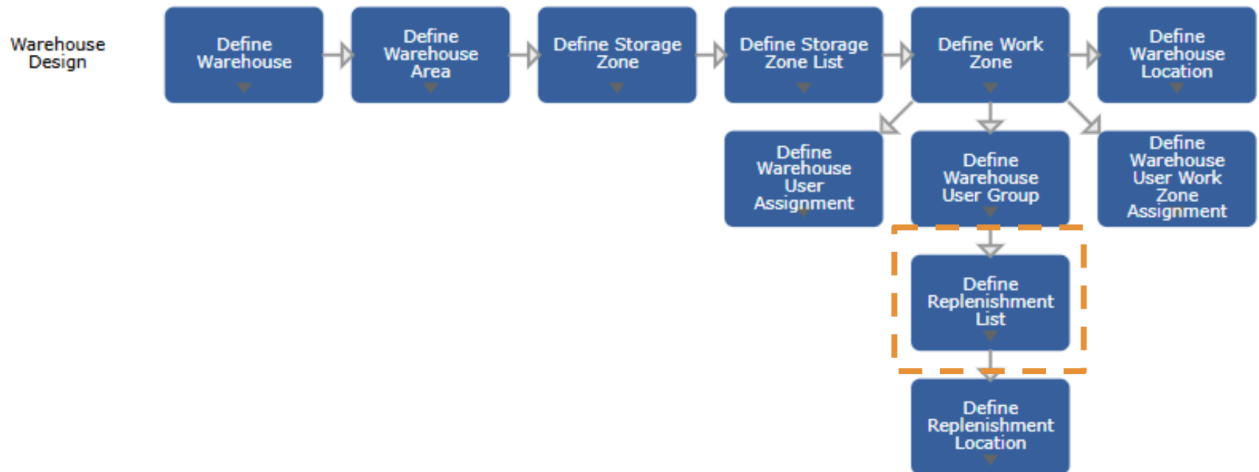 Warehouse
Design
Define
Warehouse
Define
Warehouse
Area
Define Storage
Zone
Define Storage
Zone List
Define Work
Zone
Define
Warehouse
Location
Define
Warehouse
User
Assignment
Define
Warehouse
User Group
Define
Warehouse
User Work
Zone
Assignment
Define
Replenishment
List
Define
Replenishment
Location